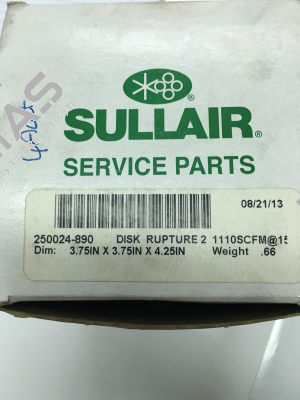 SULLAIR®
SERVICE PARTS
08/21/13
250024-890 DISK RUPTURE 2 1110SCFM@15
Dim: 3.75IN X 3.75IN X 4.25IN Weight .66